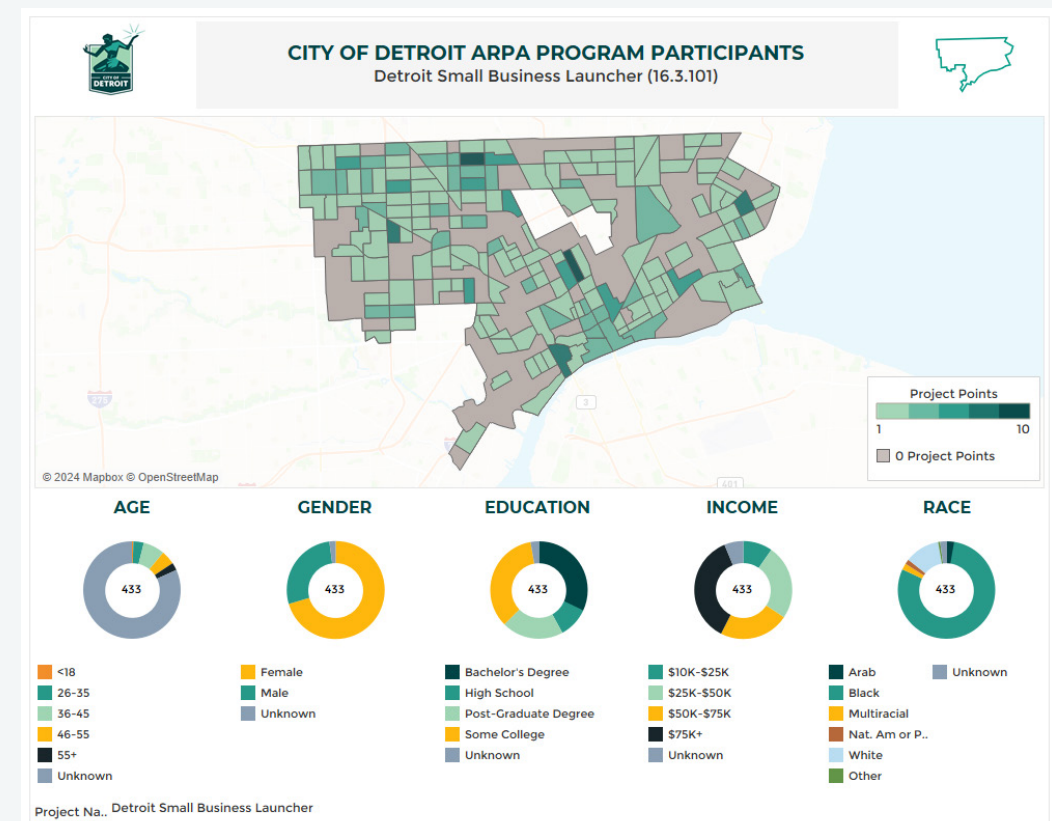 CITY OF
DETROIT
CITY OF DETROIT ARPA PROGRAM PARTICIPANTS
Detroit Small Business Launcher (16.3.101)
275
3
401
Project Points
1 10
0 Project Points
© 2024 Mapbox © OpenStreetMap
AGE GENDER EDUCATION INCOME RACE
433 433 433 433 433
<18
26-35
36-45
46-55
55+
Unknown
Female
Male
Unknown
Bachelor's Degree
High School
Post-Graduate Degree
Some College
Unknown
$10K-$25K
$25K-$50K
$50K-$75K
$75K+
Unknown
Arab
Black
Multiracial
Nat. Am or P..
White
Other
Unknown
Project Na.. Detroit Small Business Launcher